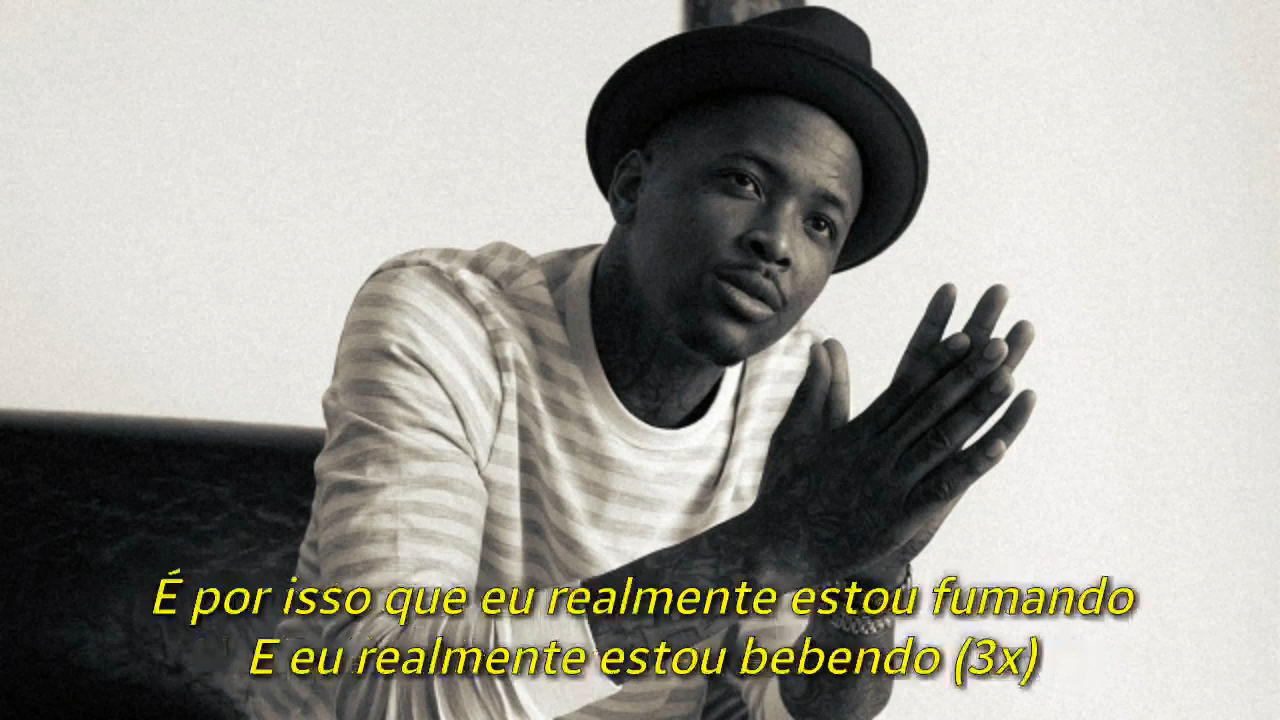 É por isso que eu realmente estou fumando
E eu realmente estou bebendo (3x)